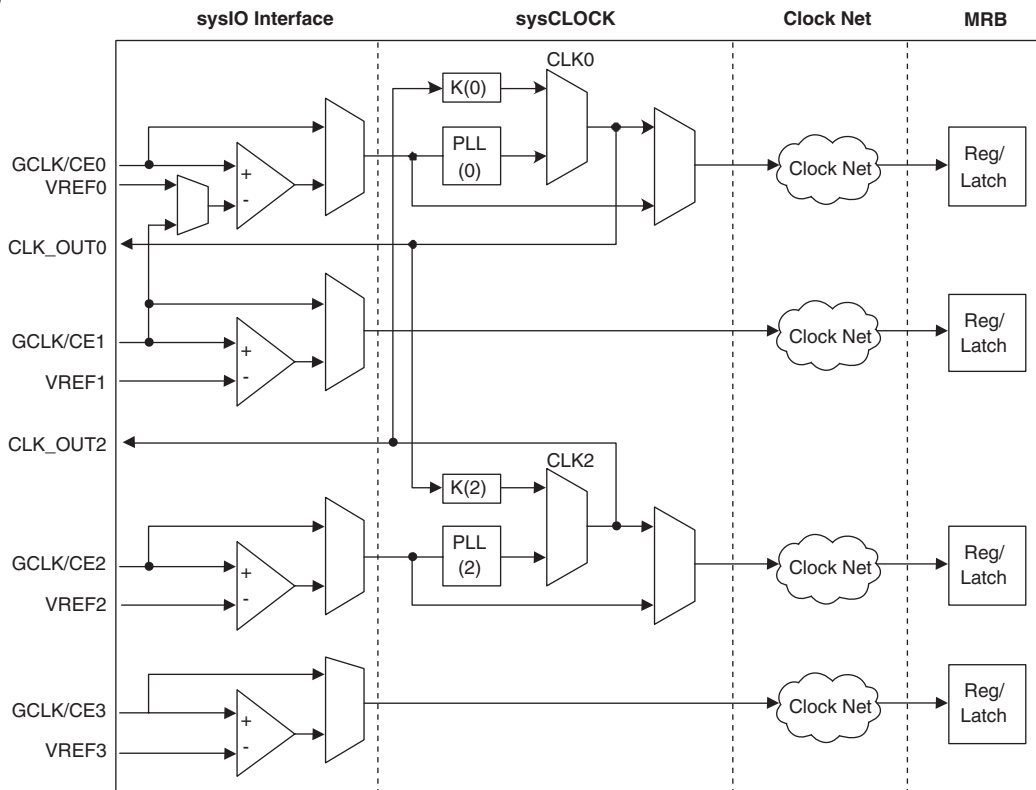 sysIO Interface
sysCLOCK
Clock Net
MRB
CLK0
K(0)
PLL
(0)
GCLK/CE0
VREF0
+
-
Clock Net
Reg/
Latch
CLK_OUT0
GCLK/CE1
VREF1
+
-
Clock Net
Reg/
Latch
CLK_OUT2
CLK2
K(2)
PLL
(2)
GCLK/CE2
VREF2
+
-
Clock Net
Reg/
Latch
GCLK/CE3
VREF3
+
-
Clock Net
Reg/
Latch